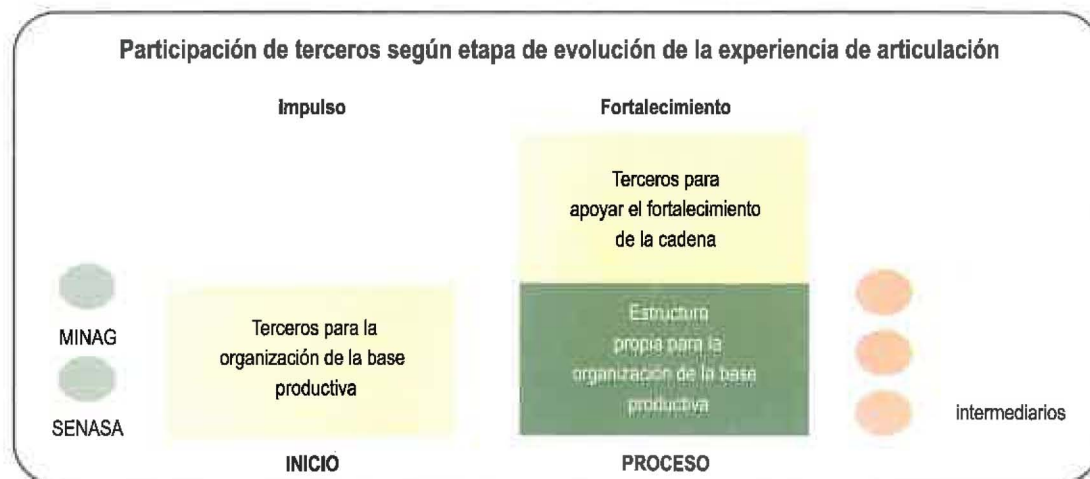 Participación de terceros según etapa de evolución de la experiencia de articulación
Impulso
Fortalecimiento
Terceros para
apoyar el fortalecimiento
de la cadena
MINAG
SENASA
Terceros para la
organización de la base
productiva
Estructura
propia para la
organización de la base
productiva
intermediarios
INICIO
PROCESO